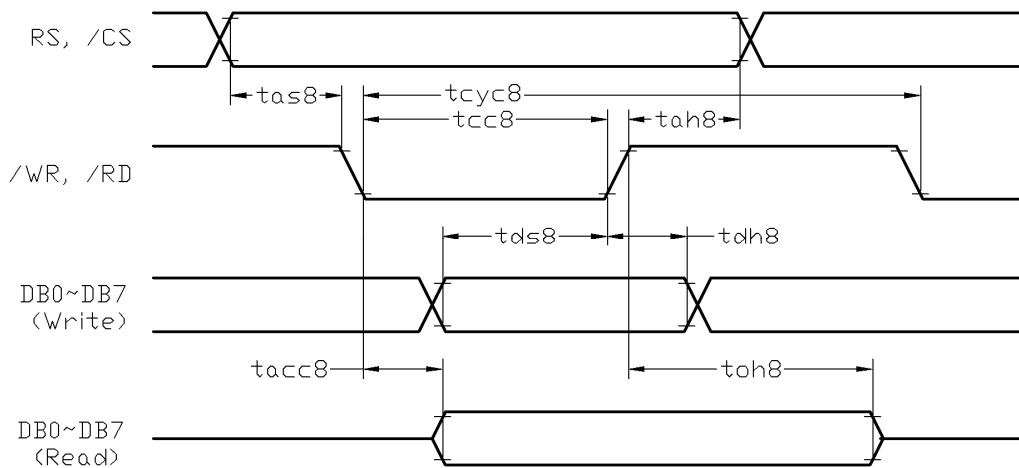 RS, /CS
tas8
tcyc8
tcc8
tah8
/WR, /RD
tds8
tdh8
DB0~DB7
(Write)
tacc8
toh8
DB0~DB7
(Read)